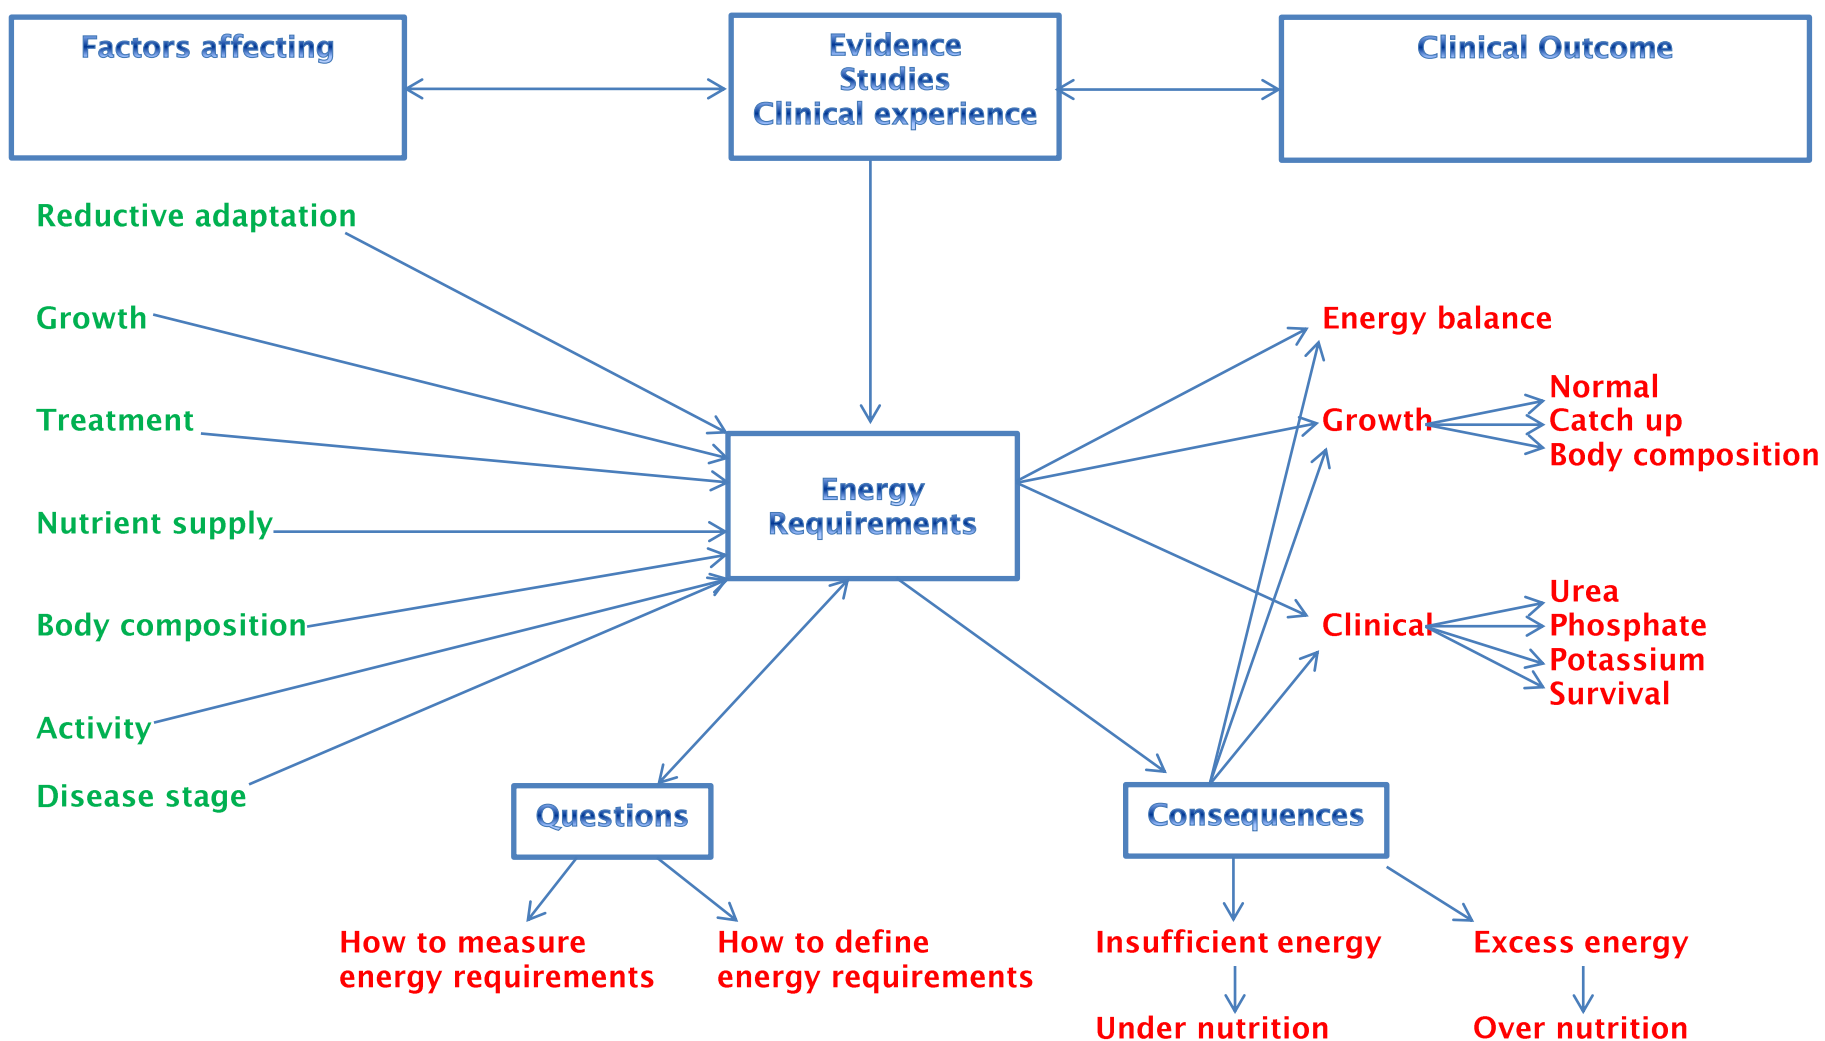 Factors affecting
Evidence
Studies
Clinical experience
Clinical Outcome
Reductive adaptation
Growth
Treatment
Nutrient supply
Body composition
Activity
Disease stage
Energy
Requirements
Energy balance
Growth
Normal
Catch up
Body composition
Clinical
Urea
Phosphate
Potassium
Survival
Questions
How to measure
energy requirements
How to define
energy requirements
Consequences
Insufficient energy
Under nutrition
Excess energy
Over nutrition